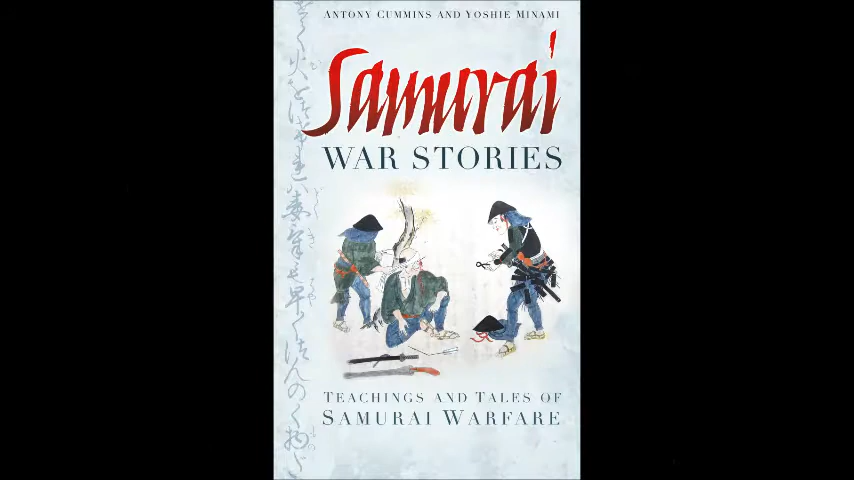 ANTONY CUMMINS AND YOSHIE MINAMI
Samurai
WAR STORIES
TEACHINGS AND TALES OF
SAMURAI WARFARE